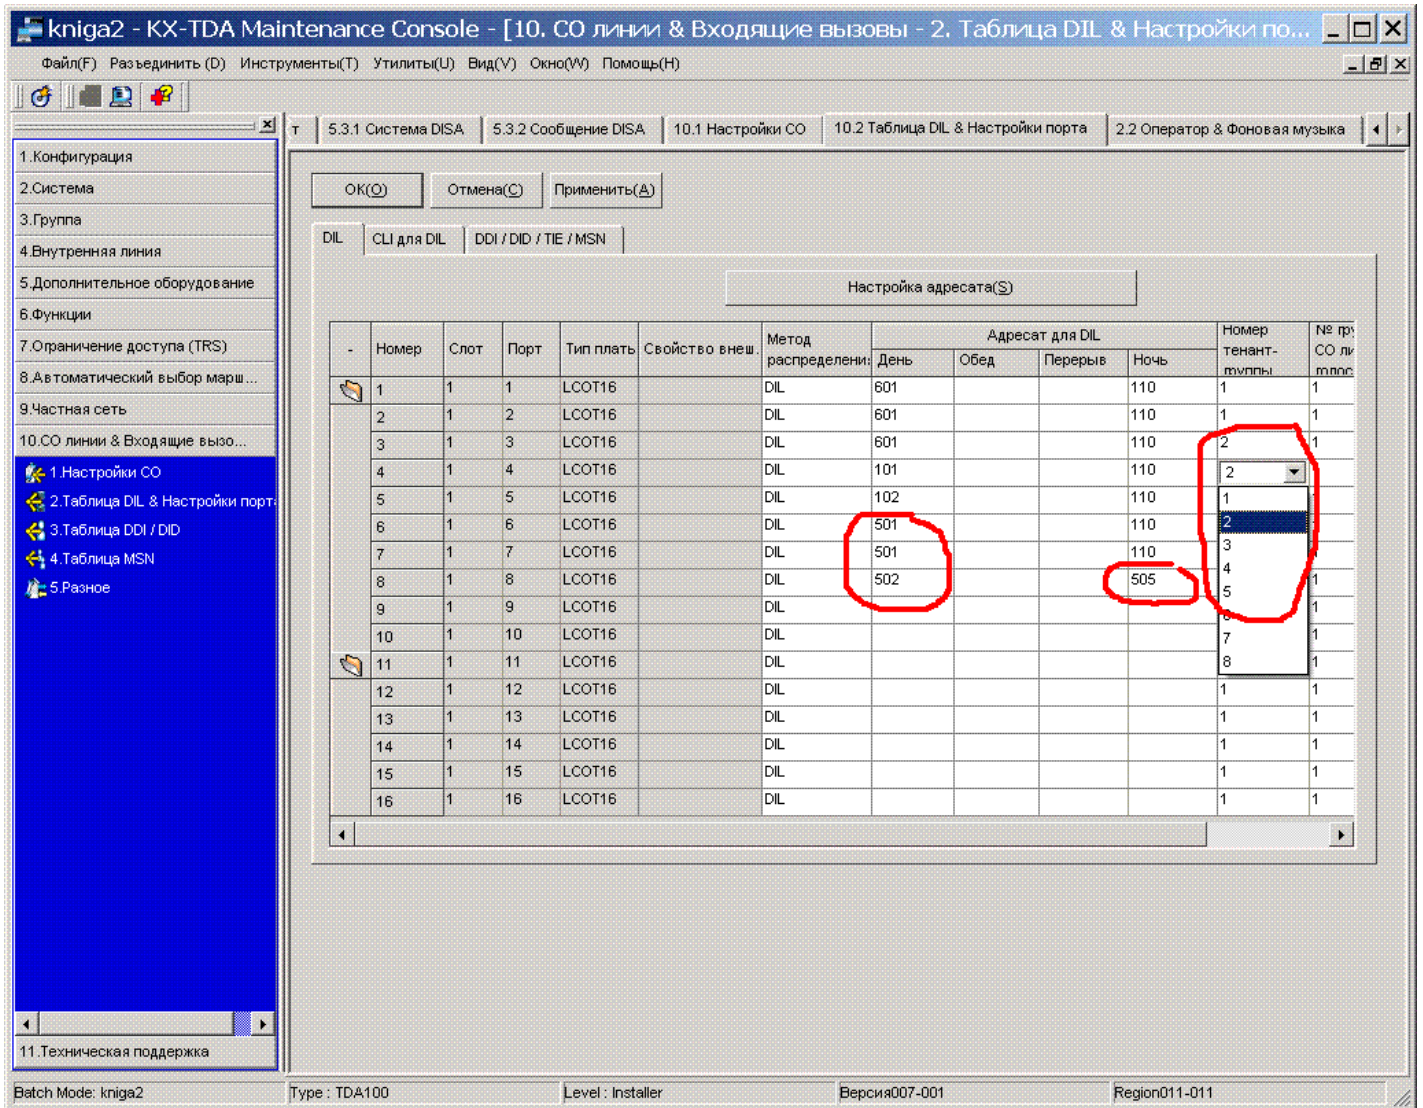 kniga2 - KX-TDA Maintenance Console - [10. CO линии & Входящие вызовы - 2. Таблица DIL & Настройки по...
Файл(F) Разъединить (D) Инструменты(T) Утилиты(U) Вид(V) Окно(W) Помощь(H)
т 5.3.1 Система DISA 5.3.2 Сообщение DISA 10.1 Настройки CO 10.2 Таблица DIL & Настройки порта 2.2 Оператор & Фоновая музыка
1.Конфигурация
2.Система
3.Группа
4.Внутренняя линия
5.Дополнительное оборудование
6.Функции
7.Ограничение доступа (TRS)
8.Автоматический выбор марш...
9.Частная сеть
10.CO линии & Входящие вызо...
1.Настройки CO
2.Таблица DIL & Настройки порт
3.Таблица DDI / DID
4.Таблица MSN
5.Разное
11.Техническая поддержка
OK(O) Отмена(C) Применить(A)
DIL CLI для DIL DDI / DID / TIE / MSN
Настройка адресата(S)
- Номер Слот Порт Тип плать Свойство внеш. Метод распределени Адресат для DIL Номер тенант-группы № гру CO ли голос
День Обед Перерыв Ночь
1 1 1 LCOT16 DIL 601 110 1 1
2 1 2 LCOT16 DIL 601 110 1 1
3 1 3 LCOT16 DIL 601 110 2 1
4 1 4 LCOT16 DIL 101 110 2
5 1 5 LCOT16 DIL 102 110 1
6 1 6 LCOT16 DIL 501 110 2
7 1 7 LCOT16 DIL 501 110 3 1
8 1 8 LCOT16 DIL 502 505 4 1
9 1 9 LCOT16 DIL 5 1
10 1 10 LCOT16 DIL 6 1
7
11 1 11 LCOT16 DIL 8 1
12 1 12 LCOT16 DIL 1 1
13 1 13 LCOT16 DIL 1 1
14 1 14 LCOT16 DIL 1 1
15 1 15 LCOT16 DIL 1 1
16 1 16 LCOT16 DIL 1 1
Batch Mode: kniga2 Type : TDA100 Level : Installer Версия007-001 Region011-011